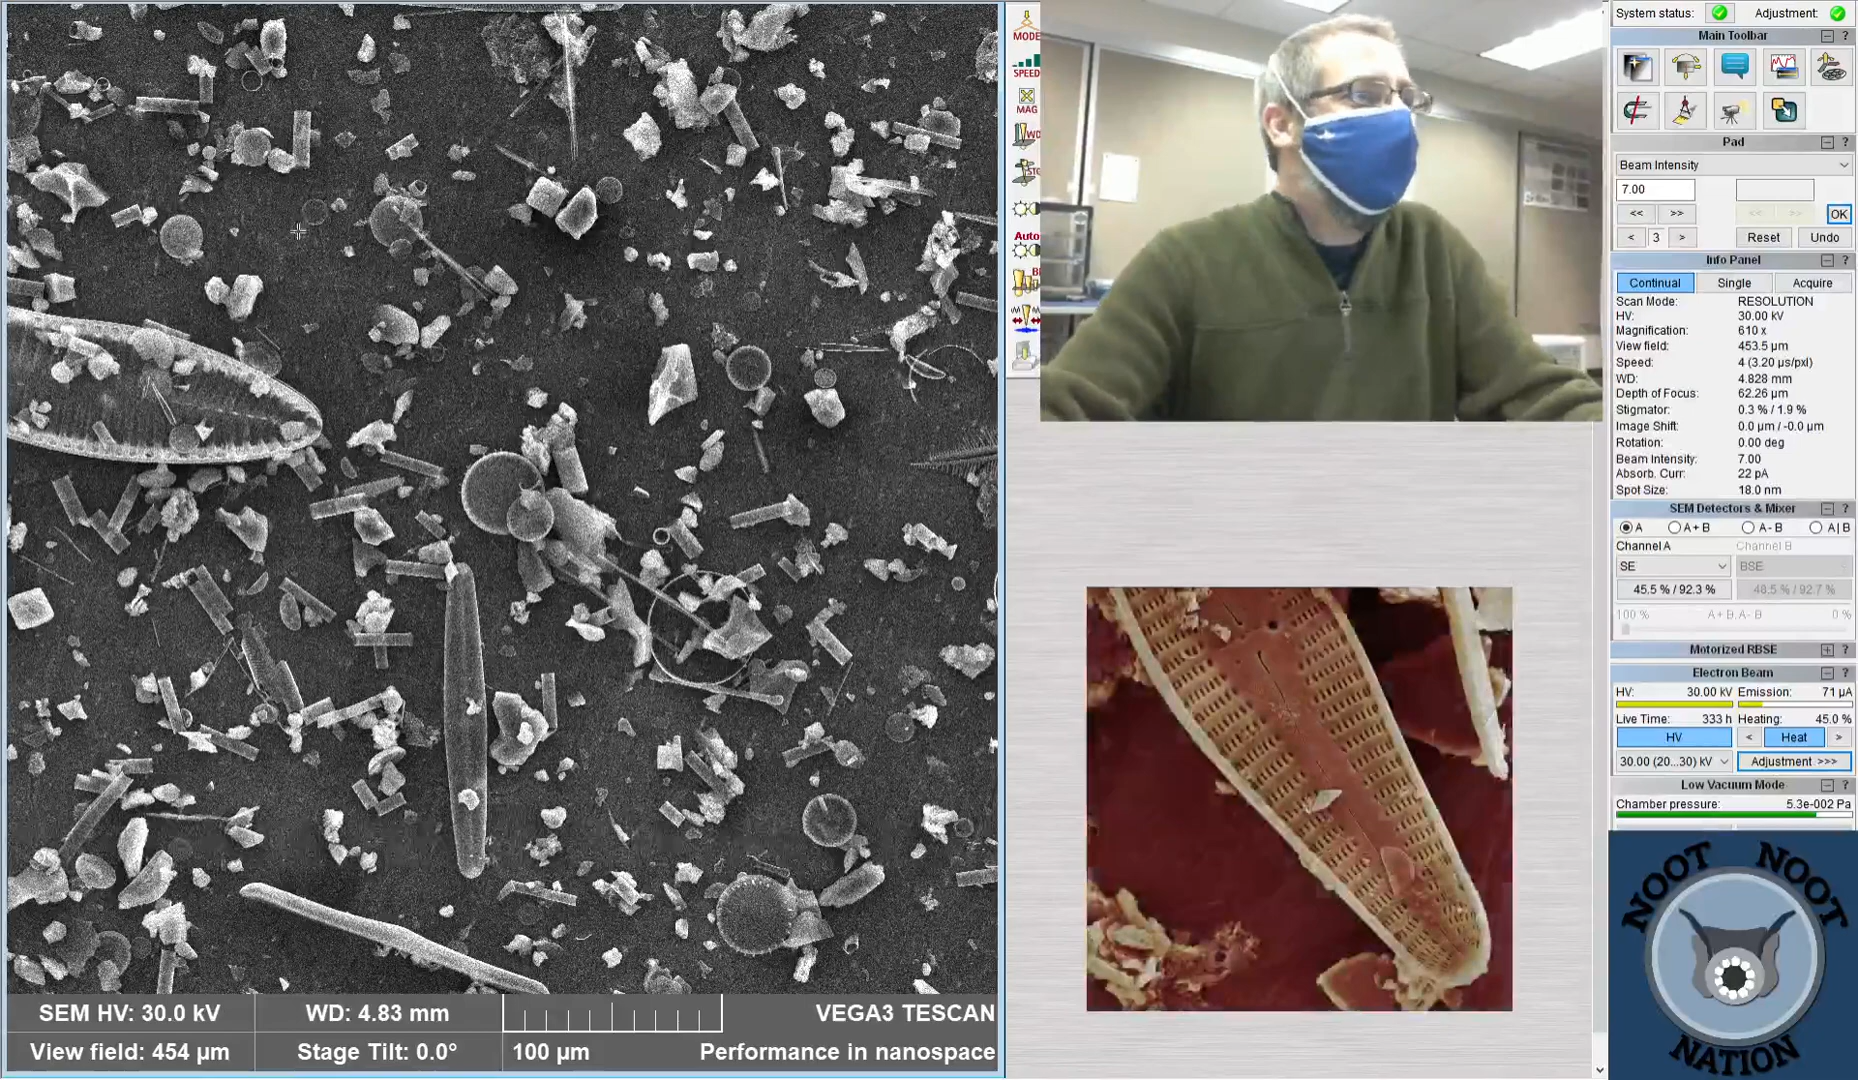 SEM HV: 30.0 kV
WD: 4.83 mm
VEGA3 TESCAN
View field: 454 µm
Stage Tilt: 0.0°
100 µm
Performance in nanospace
MODE
SPEED
MAG
WD
Auto
System status:
Adjustment:
Main Toolbar
?
Pad
?
Beam Intensity
7.00
<< >>
<< >>
OK
< 3 >
Reset
Undo
Info Panel
?
Continual
Single
Acquire
Scan Mode: RESOLUTION
HV: 30.00 kV
Magnification: 610 x
View field: 453.5 µm
Speed: 4 (3.20 µs/pxl)
WD: 4.828 mm
Depth of Focus: 62.26 µm
Stigmator: 0.3 % / 1.9 %
Image Shift: 0.0 µm / -0.0 µm
Rotation: 0.00 deg
Beam Intensity: 7.00
Absorb. Curr: 22 pA
Spot Size: 18.0 nm
SEM Detectors & Mixer
?
A
A + B
A - B
A | B
Channel A
Channel B
SE
BSE
45.5 % / 92.3 %
48.5 % / 92.7 %
100 %
A + B, A - B
0 %
Motorized RBSE
?
Electron Beam
?
HV: 30.00 kV
Emission: 71 µA
Live Time: 333 h
Heating: 45.0 %
HV
<
Heat
>
30.00 (20...30) kV
Adjustment >>>
Low Vacuum Mode
?
Chamber pressure: 5.3e-002 Pa
NOOT NOOT
NATION